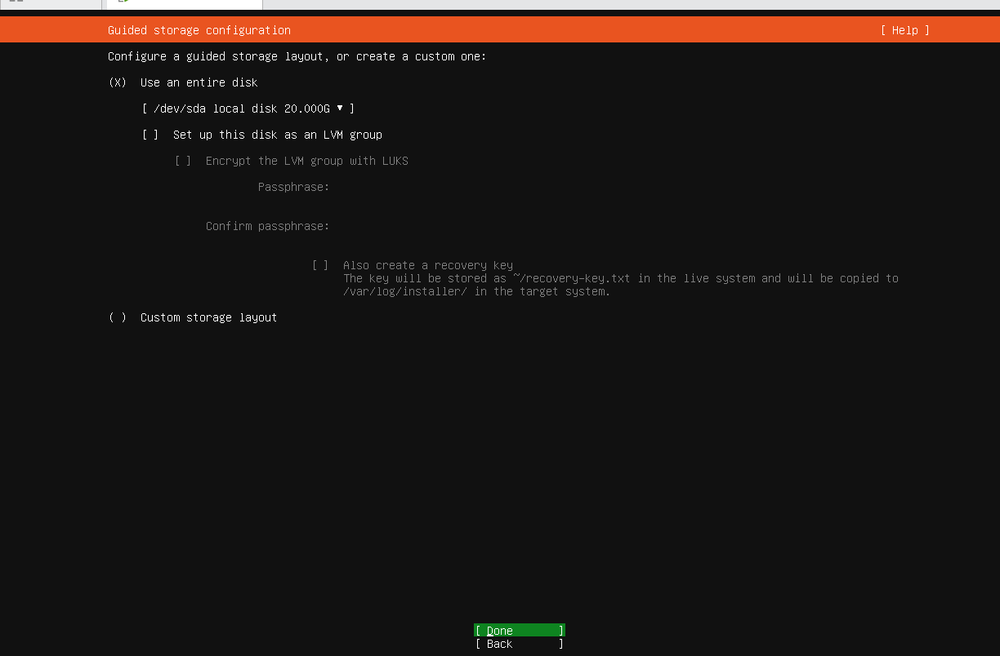 Guided storage configuration [ Help ]
Configure a guided storage layout, or create a custom one:
(X) Use an entire disk
[ /dev/sda local disk 20.000G ▾ ]
[ ] Set up this disk as an LVM group
[ ] Encrypt the LVM group with LUKS
Passphrase:
Confirm passphrase:
[ ] Also create a recovery key
The key will be stored as ~/recovery-key.txt in the live system and will be copied to
/var/log/installer/ in the target system.
( ) Custom storage layout
[ Done ]
[ Back ]